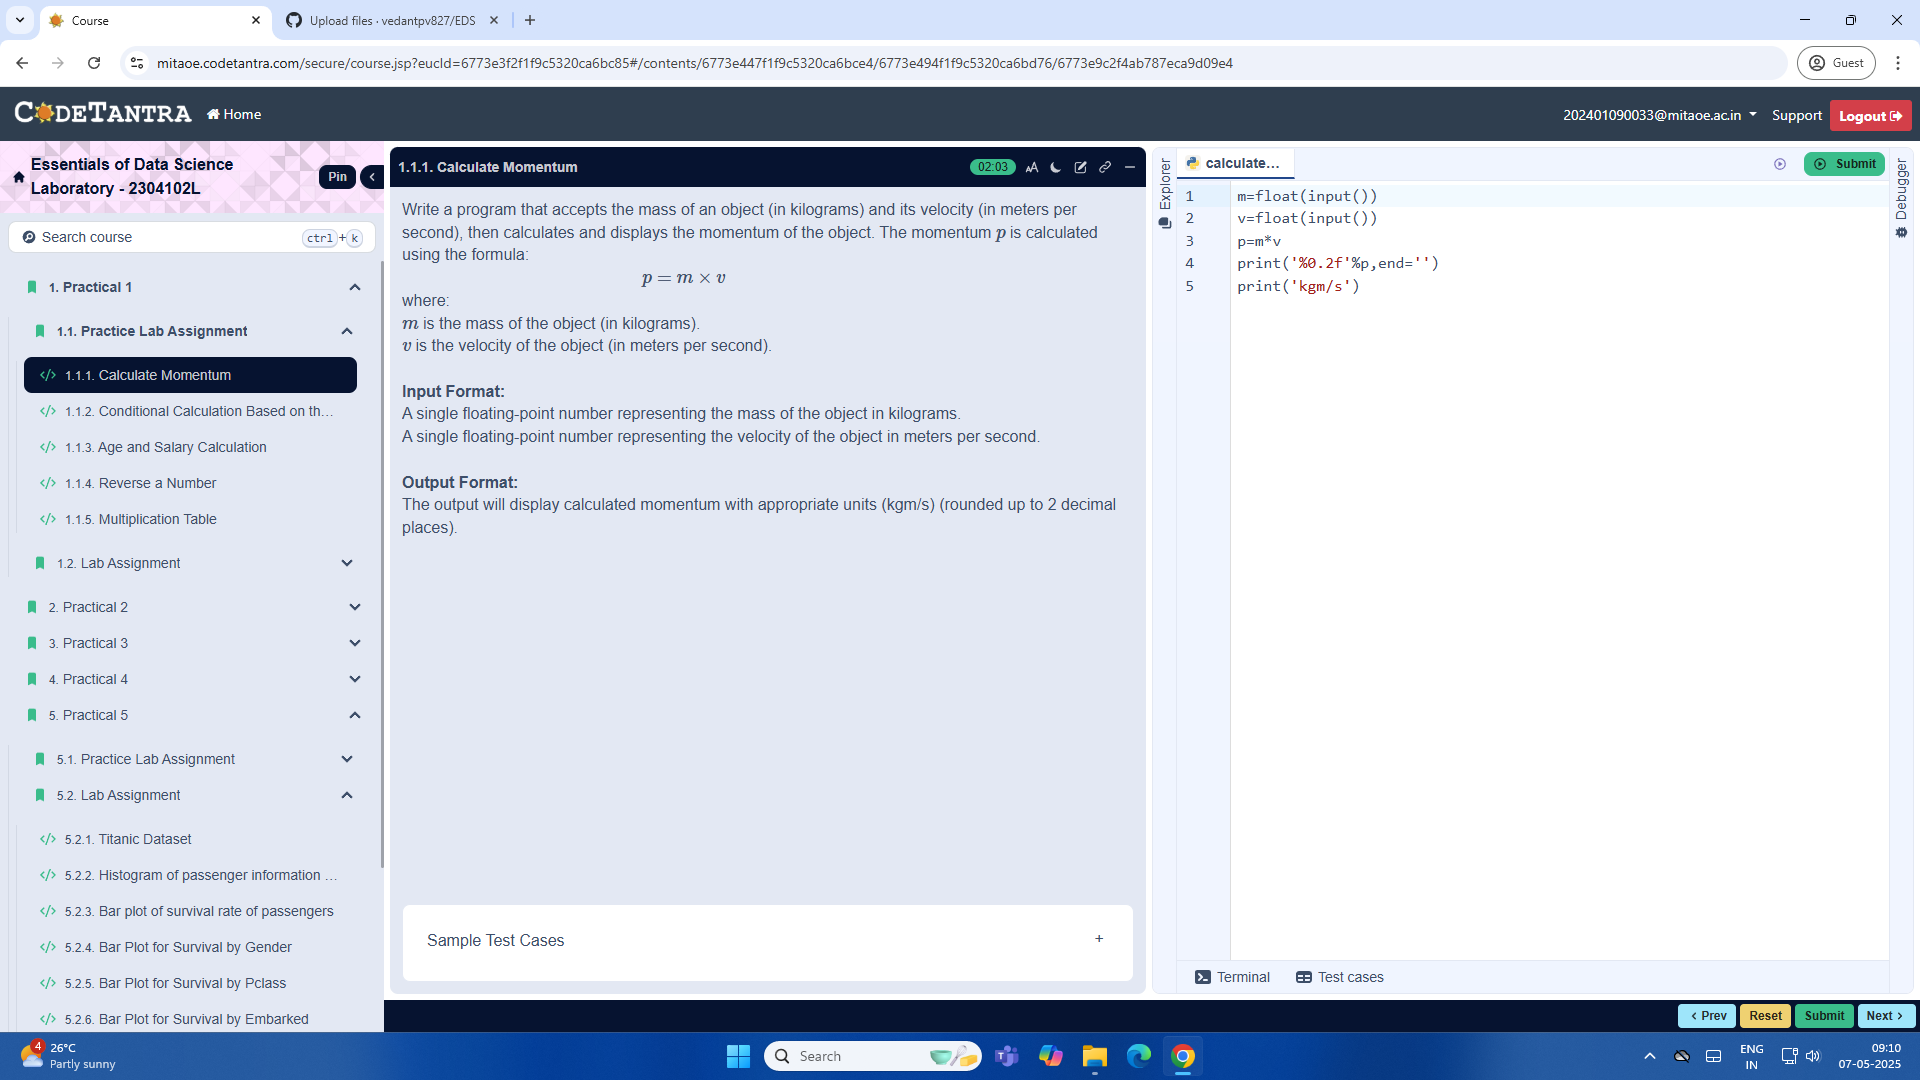 Course
Upload files · vedantpv827/EDS
mitaoe.codetantra.com/secure/course.jsp?eucId=6773e3f2f1f9c5320ca6bc85#/contents/6773e447f1f9c5320ca6bce4/6773e494f1f9c5320ca6bd76/6773e9c2f4ab787eca9d09e4
Guest
CODETANTRA
Home
202401090033@mitaoe.ac.in
Support
Logout
Essentials of Data Science
Laboratory - 2304102L
Pin
Search course
ctrl+k
1. Practical 1
1.1. Practice Lab Assignment
1.1.1. Calculate Momentum
1.1.2. Conditional Calculation Based on th...
1.1.3. Age and Salary Calculation
1.1.4. Reverse a Number
1.1.5. Multiplication Table
1.2. Lab Assignment
2. Practical 2
3. Practical 3
4. Practical 4
5. Practical 5
5.1. Practice Lab Assignment
5.2. Lab Assignment
5.2.1. Titanic Dataset
5.2.2. Histogram of passenger information ...
5.2.3. Bar plot of survival rate of passengers
5.2.4. Bar Plot for Survival by Gender
5.2.5. Bar Plot for Survival by Pclass
5.2.6. Bar Plot for Survival by Embarked
1.1.1. Calculate Momentum
02:03
AA
Write a program that accepts the mass of an object (in kilograms) and its velocity (in meters per
second), then calculates and displays the momentum of the object. The momentum p is calculated
using the formula:
p = m × v
where:
m is the mass of the object (in kilograms).
v is the velocity of the object (in meters per second).
Input Format:
A single floating-point number representing the mass of the object in kilograms.
A single floating-point number representing the velocity of the object in meters per second.
Output Format:
The output will display calculated momentum with appropriate units (kgm/s) (rounded up to 2 decimal
places).
Sample Test Cases
+
Explorer
calculate...
Submit
Debugger
1 m=float(input())
2 v=float(input())
3 p=m*v
4 print('%0.2f'%p,end='')
5 print('kgm/s')
Terminal
Test cases
‹ Prev
Reset
Submit
Next ›
4
26°C
Partly sunny
Search
ENG
IN
09:10
07-05-2025